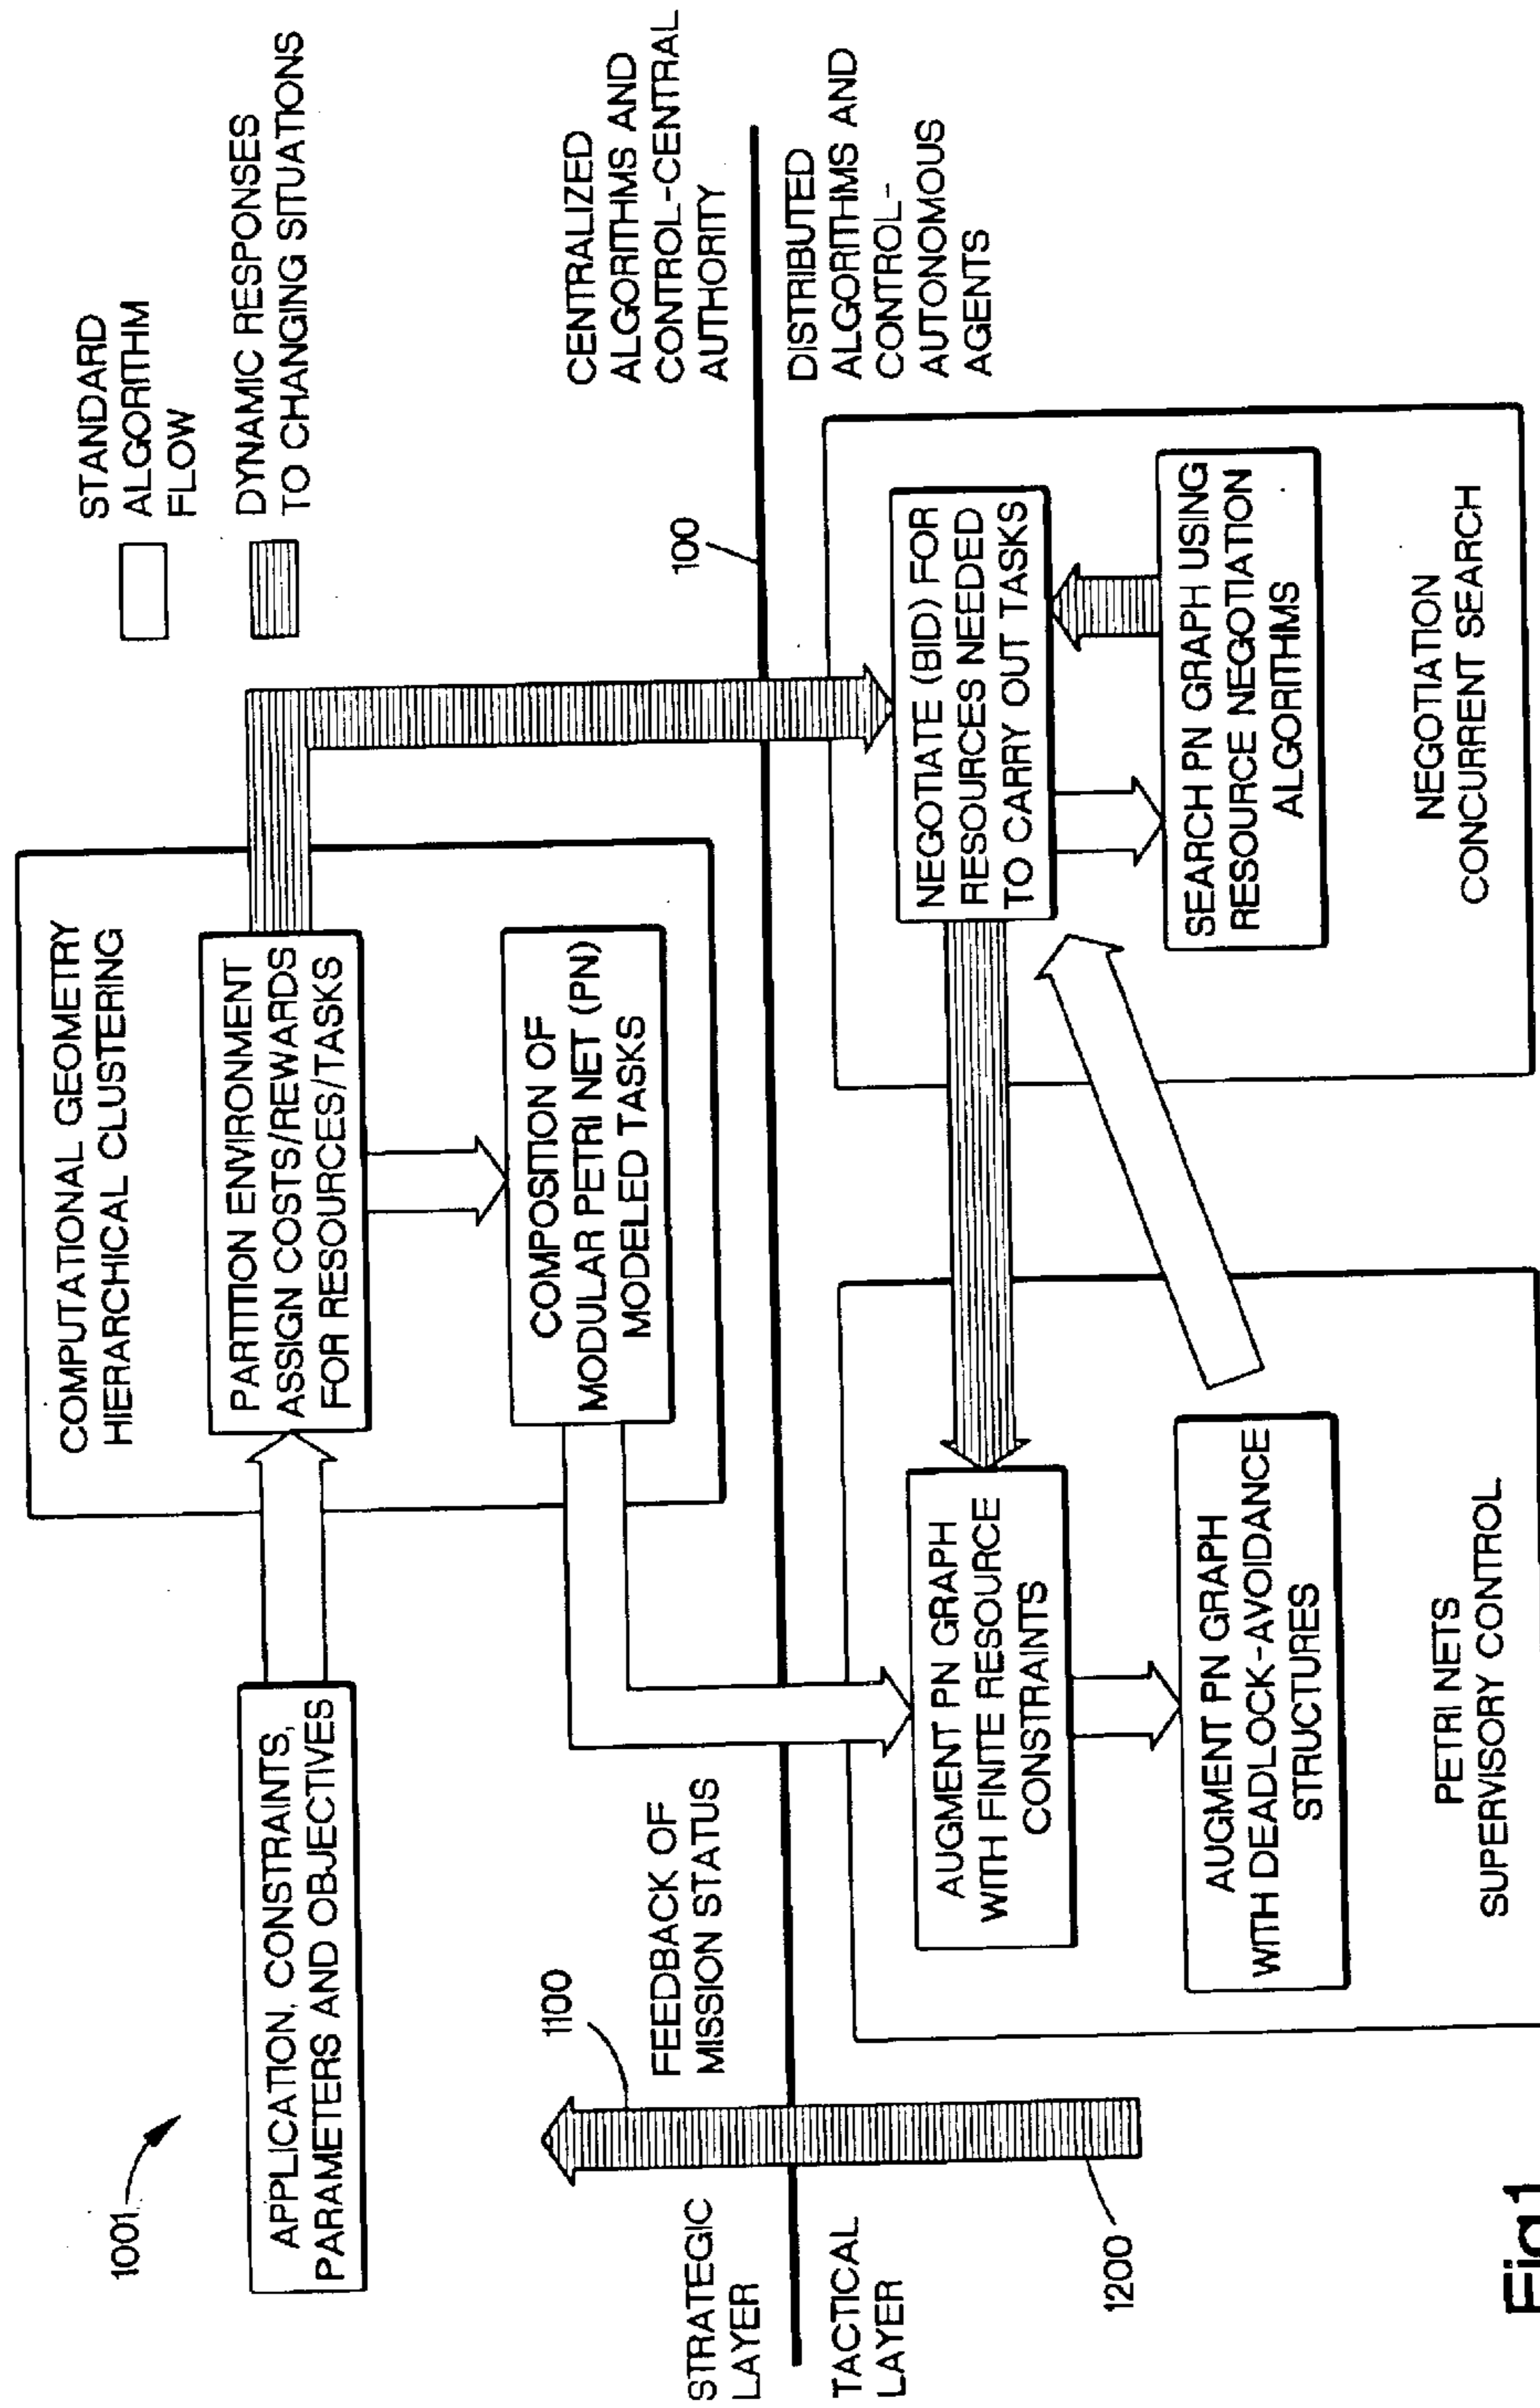 1001
STANDARD
ALGORITHM
FLOW
DYNAMIC RESPONSES
TO CHANGING SITUATIONS
COMPUTATIONAL GEOMETRY
HIERARCHICAL CLUSTERING
APPLICATION, CONSTRAINTS,
PARAMETERS AND OBJECTIVES
PARTITION ENVIRONMENT
ASSIGN COSTS/REWARDS
FOR RESOURCES/TASKS
COMPOSITION OF
MODULAR PETRI NET (PN)
MODELED TASKS
1100
FEEDBACK OF
MISSION STATUS
STRATEGIC
LAYER
100
CENTRALIZED
ALGORITHMS AND
CONTROL-CENTRAL
AUTHORITY
TACTICAL
LAYER
DISTRIBUTED
ALGORITHMS AND
CONTROL-
AUTONOMOUS
AGENTS
1200
AUGMENT PN GRAPH
WITH FINITE RESOURCE
CONSTRAINTS
AUGMENT PN GRAPH
WITH DEADLOCK-AVOIDANCE
STRUCTURES
PETRI NETS
SUPERVISORY CONTROL
NEGOTIATE (BID) FOR
RESOURCES NEEDED
TO CARRY OUT TASKS
SEARCH PN GRAPH USING
RESOURCE NEGOTIATION
ALGORITHMS
NEGOTIATION
CONCURRENT SEARCH
Fig.1